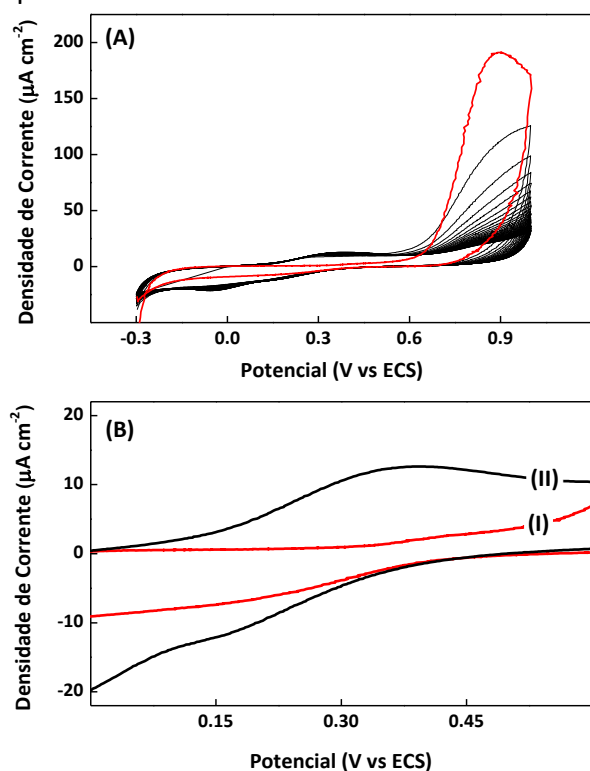 (A)
200
150
100
50
0
Densidade de Corrente (µA cm⁻²)
-0.3 0.0 0.3 0.6 0.9
Potencial (V vs ECS)
(B)
20
10
0
-10
-20
Densidade de Corrente (µA cm⁻²)
(II)
(I)
0.15 0.30 0.45
Potencial (V vs ECS)